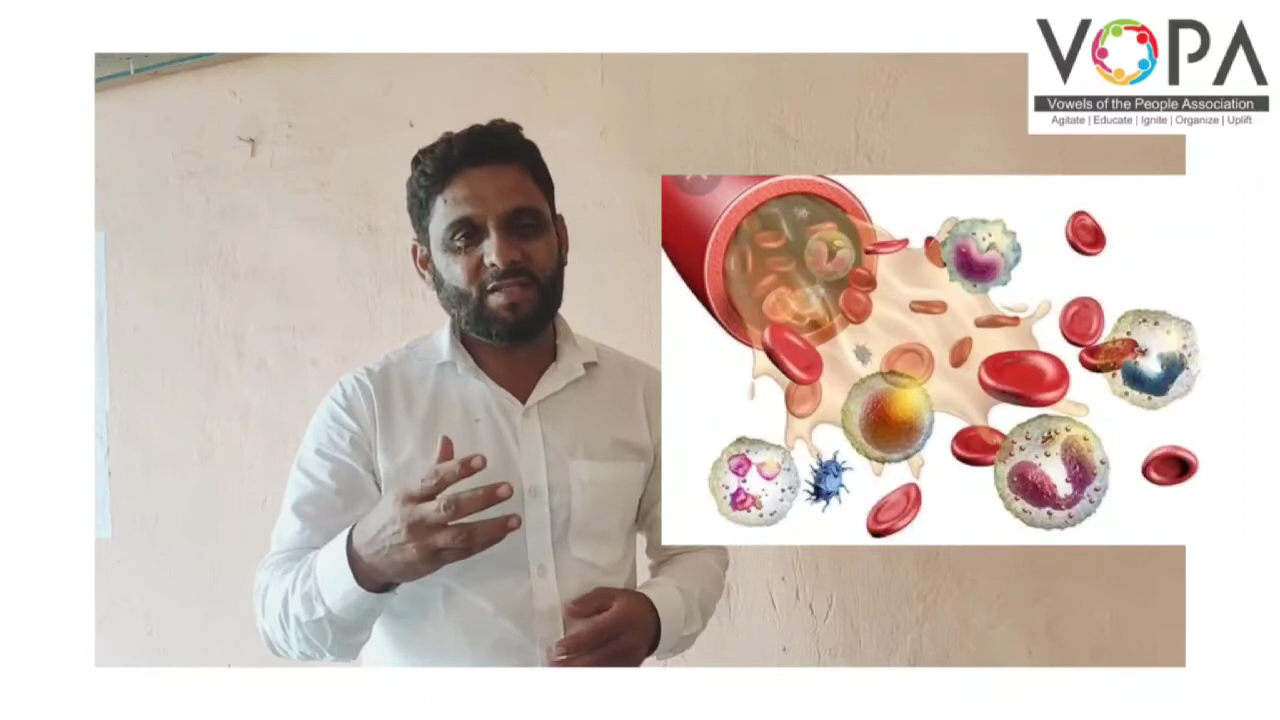 VOPA
Vowels of the People Association
Agitate | Educate | Ignite | Organize | Uplift